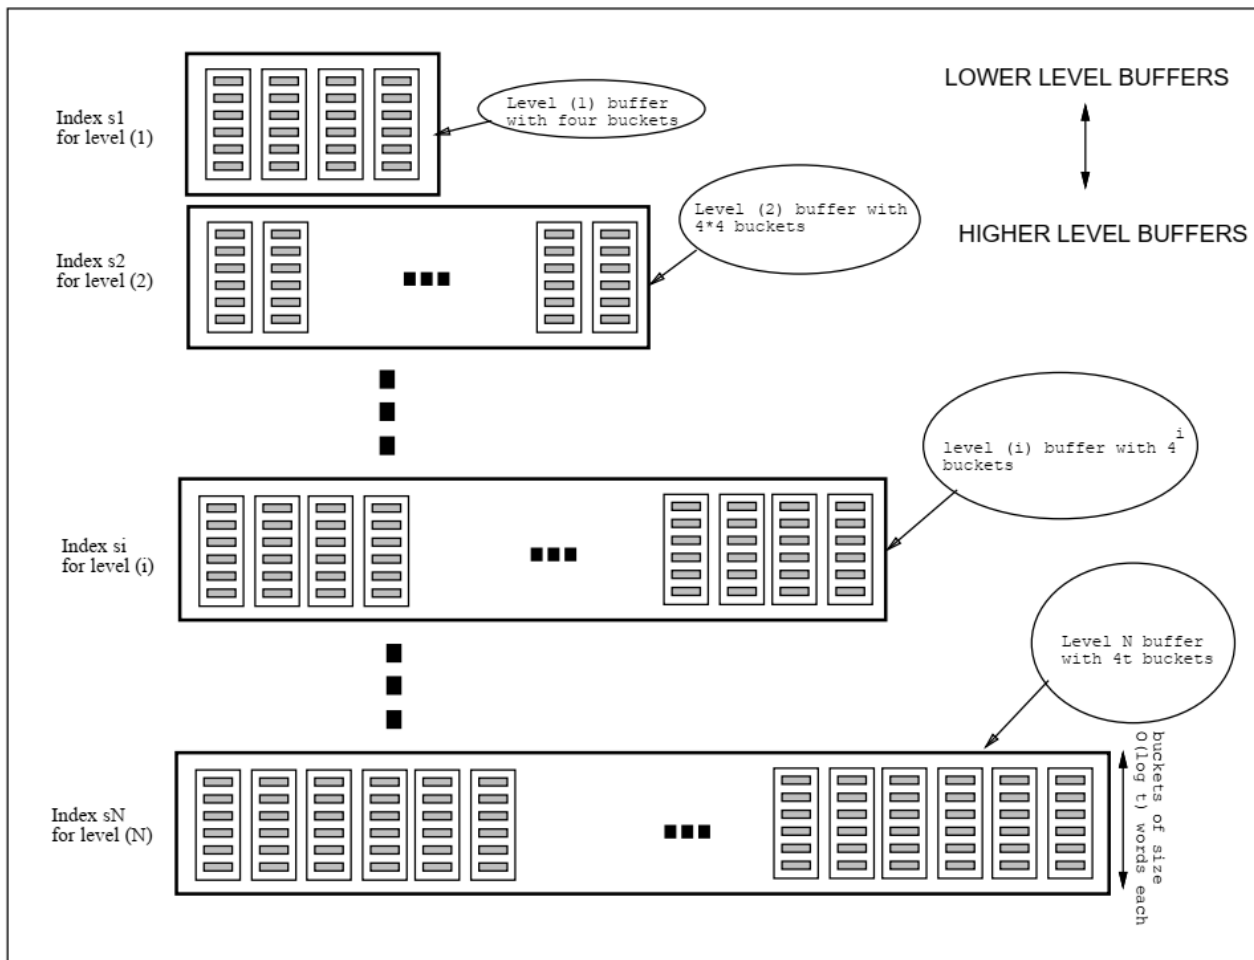 LOWER LEVEL BUFFERS
Index s1
for level (1)
Level (1) buffer
with four buckets
Level (2) buffer with
4*4 buckets
HIGHER LEVEL BUFFERS
Index s2
for level (2)
level (i) buffer with 4^i
buckets
Index si
for level (i)
Level N buffer
with 4t buckets
Index sN
for level (N)
buckets of size
O(log t) words each